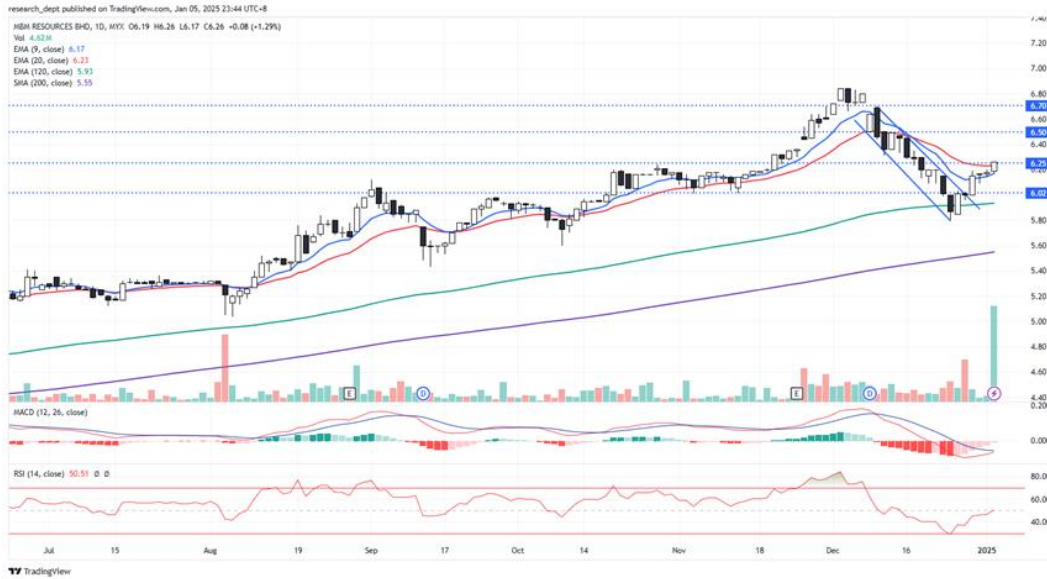 research_dept published on TradingView.com, Jan 05, 2025 23:44 UTC+8
MBM RESOURCES BHD, 1D, MYX O6.19 H6.26 L6.17 C6.26 +0.08 (+1.29%)
Vol 4.62M
EMA (9, close) 6.17
EMA (20, close) 6.23
EMA (120, close) 5.93
SMA (200, close) 5.55
7.40
7.20
7.00
6.80
6.70
6.60
6.50
6.40
6.25
6.20
6.02
5.80
5.60
5.40
5.20
5.00
4.80
4.60
4.40
E D E D
MACD (12, 26, close)
0.20
0.00
RSI (14, close) 50.51 Ø Ø
80.00
60.00
40.00
Jul 15 Aug 19 Sep 17 Oct 14 Nov 18 Dec 16 2025
TradingView